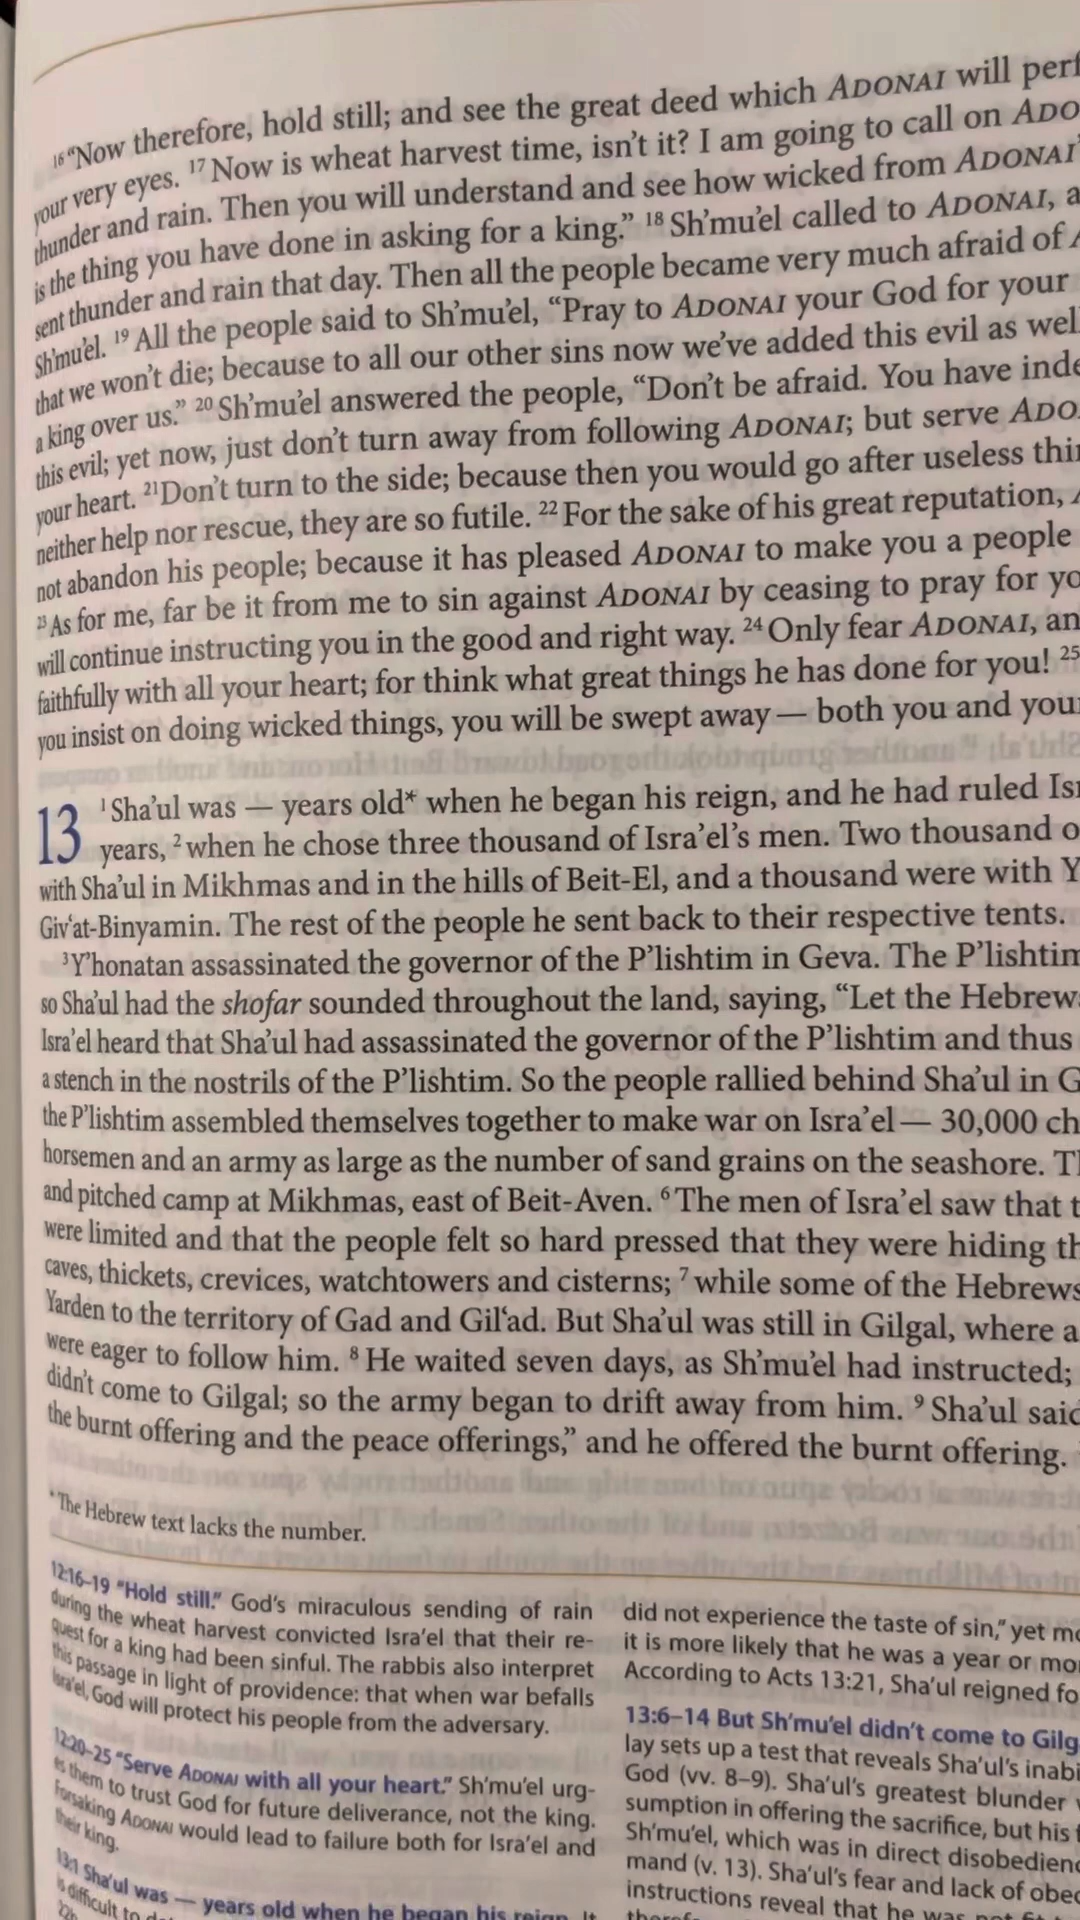 16 “Now therefore, hold still; and see the great deed which ADONAI will perf
your very eyes. 17 Now is wheat harvest time, isn’t it? I am going to call on ADO
thunder and rain. Then you will understand and see how wicked from ADONAI’
is the thing you have done in asking for a king.” 18 Sh’mu’el called to ADONAI, a
sent thunder and rain that day. Then all the people became very much afraid of A
Sh’mu’el. 19 All the people said to Sh’mu’el, “Pray to ADONAI your God for your
that we won’t die; because to all our other sins now we’ve added this evil as wel
a king over us.” 20 Sh’mu’el answered the people, “Don’t be afraid. You have inde
this evil; yet now, just don’t turn away from following ADONAI; but serve ADO
your heart. 21 Don’t turn to the side; because then you would go after useless thi
neither help nor rescue, they are so futile. 22 For the sake of his great reputation, A
not abandon his people; because it has pleased ADONAI to make you a people
23 As for me, far be it from me to sin against ADONAI by ceasing to pray for yo
will continue instructing you in the good and right way. 24 Only fear ADONAI, an
faithfully with all your heart; for think what great things he has done for you! 25
you insist on doing wicked things, you will be swept away — both you and you
13 1 Sha’ul was — years old* when he began his reign, and he had ruled Is
years, 2 when he chose three thousand of Isra’el’s men. Two thousand o
with Sha’ul in Mikhmas and in the hills of Beit-El, and a thousand were with Y
Giv‘at-Binyamin. The rest of the people he sent back to their respective tents.
3 Y’honatan assassinated the governor of the P’lishtim in Geva. The P’lishtim
so Sha’ul had the shofar sounded throughout the land, saying, “Let the Hebrew
Isra’el heard that Sha’ul had assassinated the governor of the P’lishtim and thus
a stench in the nostrils of the P’lishtim. So the people rallied behind Sha’ul in G
the P’lishtim assembled themselves together to make war on Isra’el — 30,000 ch
horsemen and an army as large as the number of sand grains on the seashore. Th
and pitched camp at Mikhmas, east of Beit-Aven. 6 The men of Isra’el saw that t
were limited and that the people felt so hard pressed that they were hiding th
caves, thickets, crevices, watchtowers and cisterns; 7 while some of the Hebrews
Yarden to the territory of Gad and Gil‘ad. But Sha’ul was still in Gilgal, where a
were eager to follow him. 8 He waited seven days, as Sh’mu’el had instructed;
didn’t come to Gilgal; so the army began to drift away from him. 9 Sha’ul said
the burnt offering and the peace offerings,” and he offered the burnt offering.
* The Hebrew text lacks the number.
12:16–19 “Hold still.” God’s miraculous sending of rain
during the wheat harvest convicted Isra’el that their re-
quest for a king had been sinful. The rabbis also interpret
this passage in light of providence: that when war befalls
Isra’el, God will protect his people from the adversary.
12:20–25 “Serve ADONAI with all your heart.” Sh’mu’el urg-
es them to trust God for future deliverance, not the king.
Forsaking ADONAI would lead to failure both for Isra’el and
their king.
13:1 Sha’ul was — years old when he began his reign. It
is difficult to
did not experience the taste of sin,” yet mo
it is more likely that he was a year or mor
According to Acts 13:21, Sha’ul reigned fo
13:6–14 But Sh’mu’el didn’t come to Gilg
lay sets up a test that reveals Sha’ul’s inabi
God (vv. 8–9). Sha’ul’s greatest blunder
sumption in offering the sacrifice, but his f
Sh’mu’el, which was in direct disobedienc
mand (v. 13). Sha’ul’s fear and lack of obed
instructions reveal that he was not fit